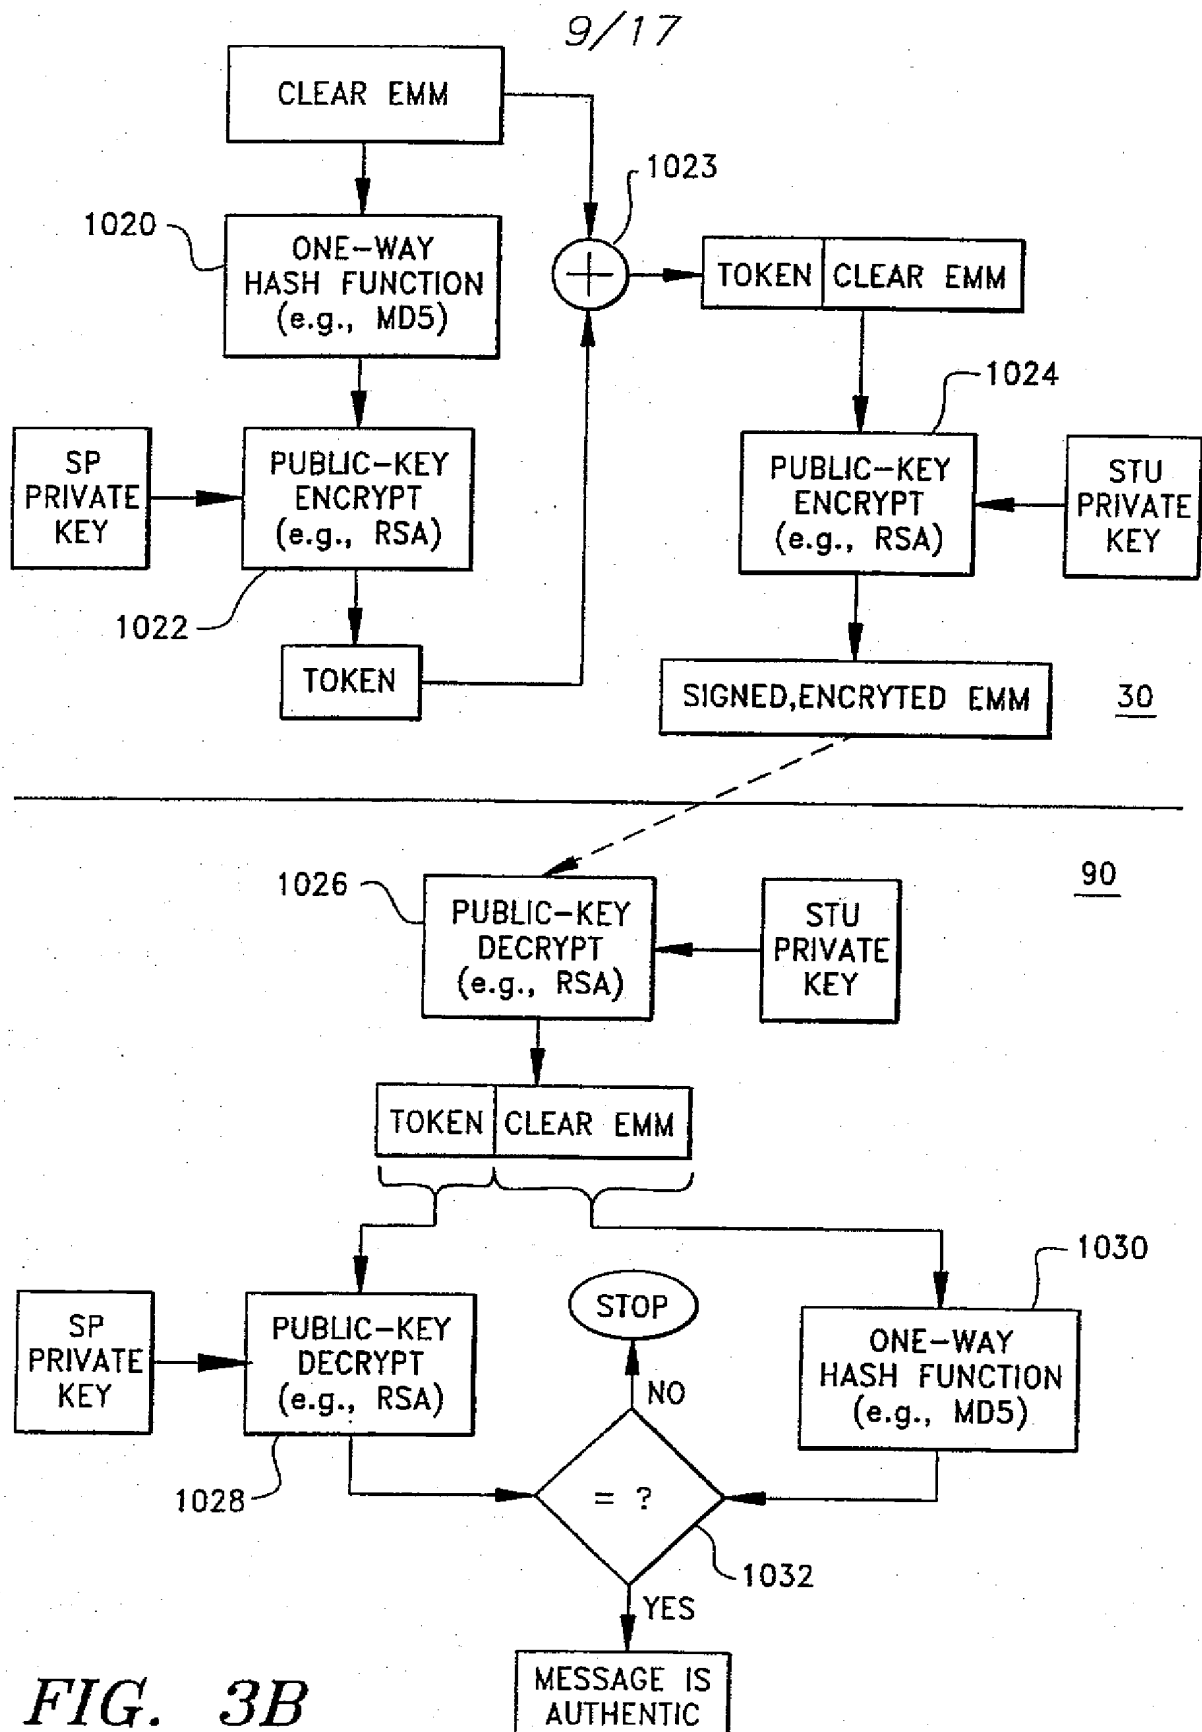 9/17
CLEAR EMM
1023
1020
ONE-WAY
HASH FUNCTION
(e.g., MD5)
TOKEN
CLEAR EMM
1024
SP
PRIVATE
KEY
PUBLIC-KEY
ENCRYPT
(e.g., RSA)
PUBLIC-KEY
ENCRYPT
(e.g., RSA)
STU
PRIVATE
KEY
1022
TOKEN
SIGNED,ENCRYTED EMM
30
1026
PUBLIC-KEY
DECRYPT
(e.g., RSA)
STU
PRIVATE
KEY
90
TOKEN
CLEAR EMM
1030
SP
PRIVATE
KEY
PUBLIC-KEY
DECRYPT
(e.g., RSA)
STOP
ONE-WAY
HASH FUNCTION
(e.g., MD5)
NO
1028
= ?
1032
YES
MESSAGE IS
AUTHENTIC
FIG. 3B